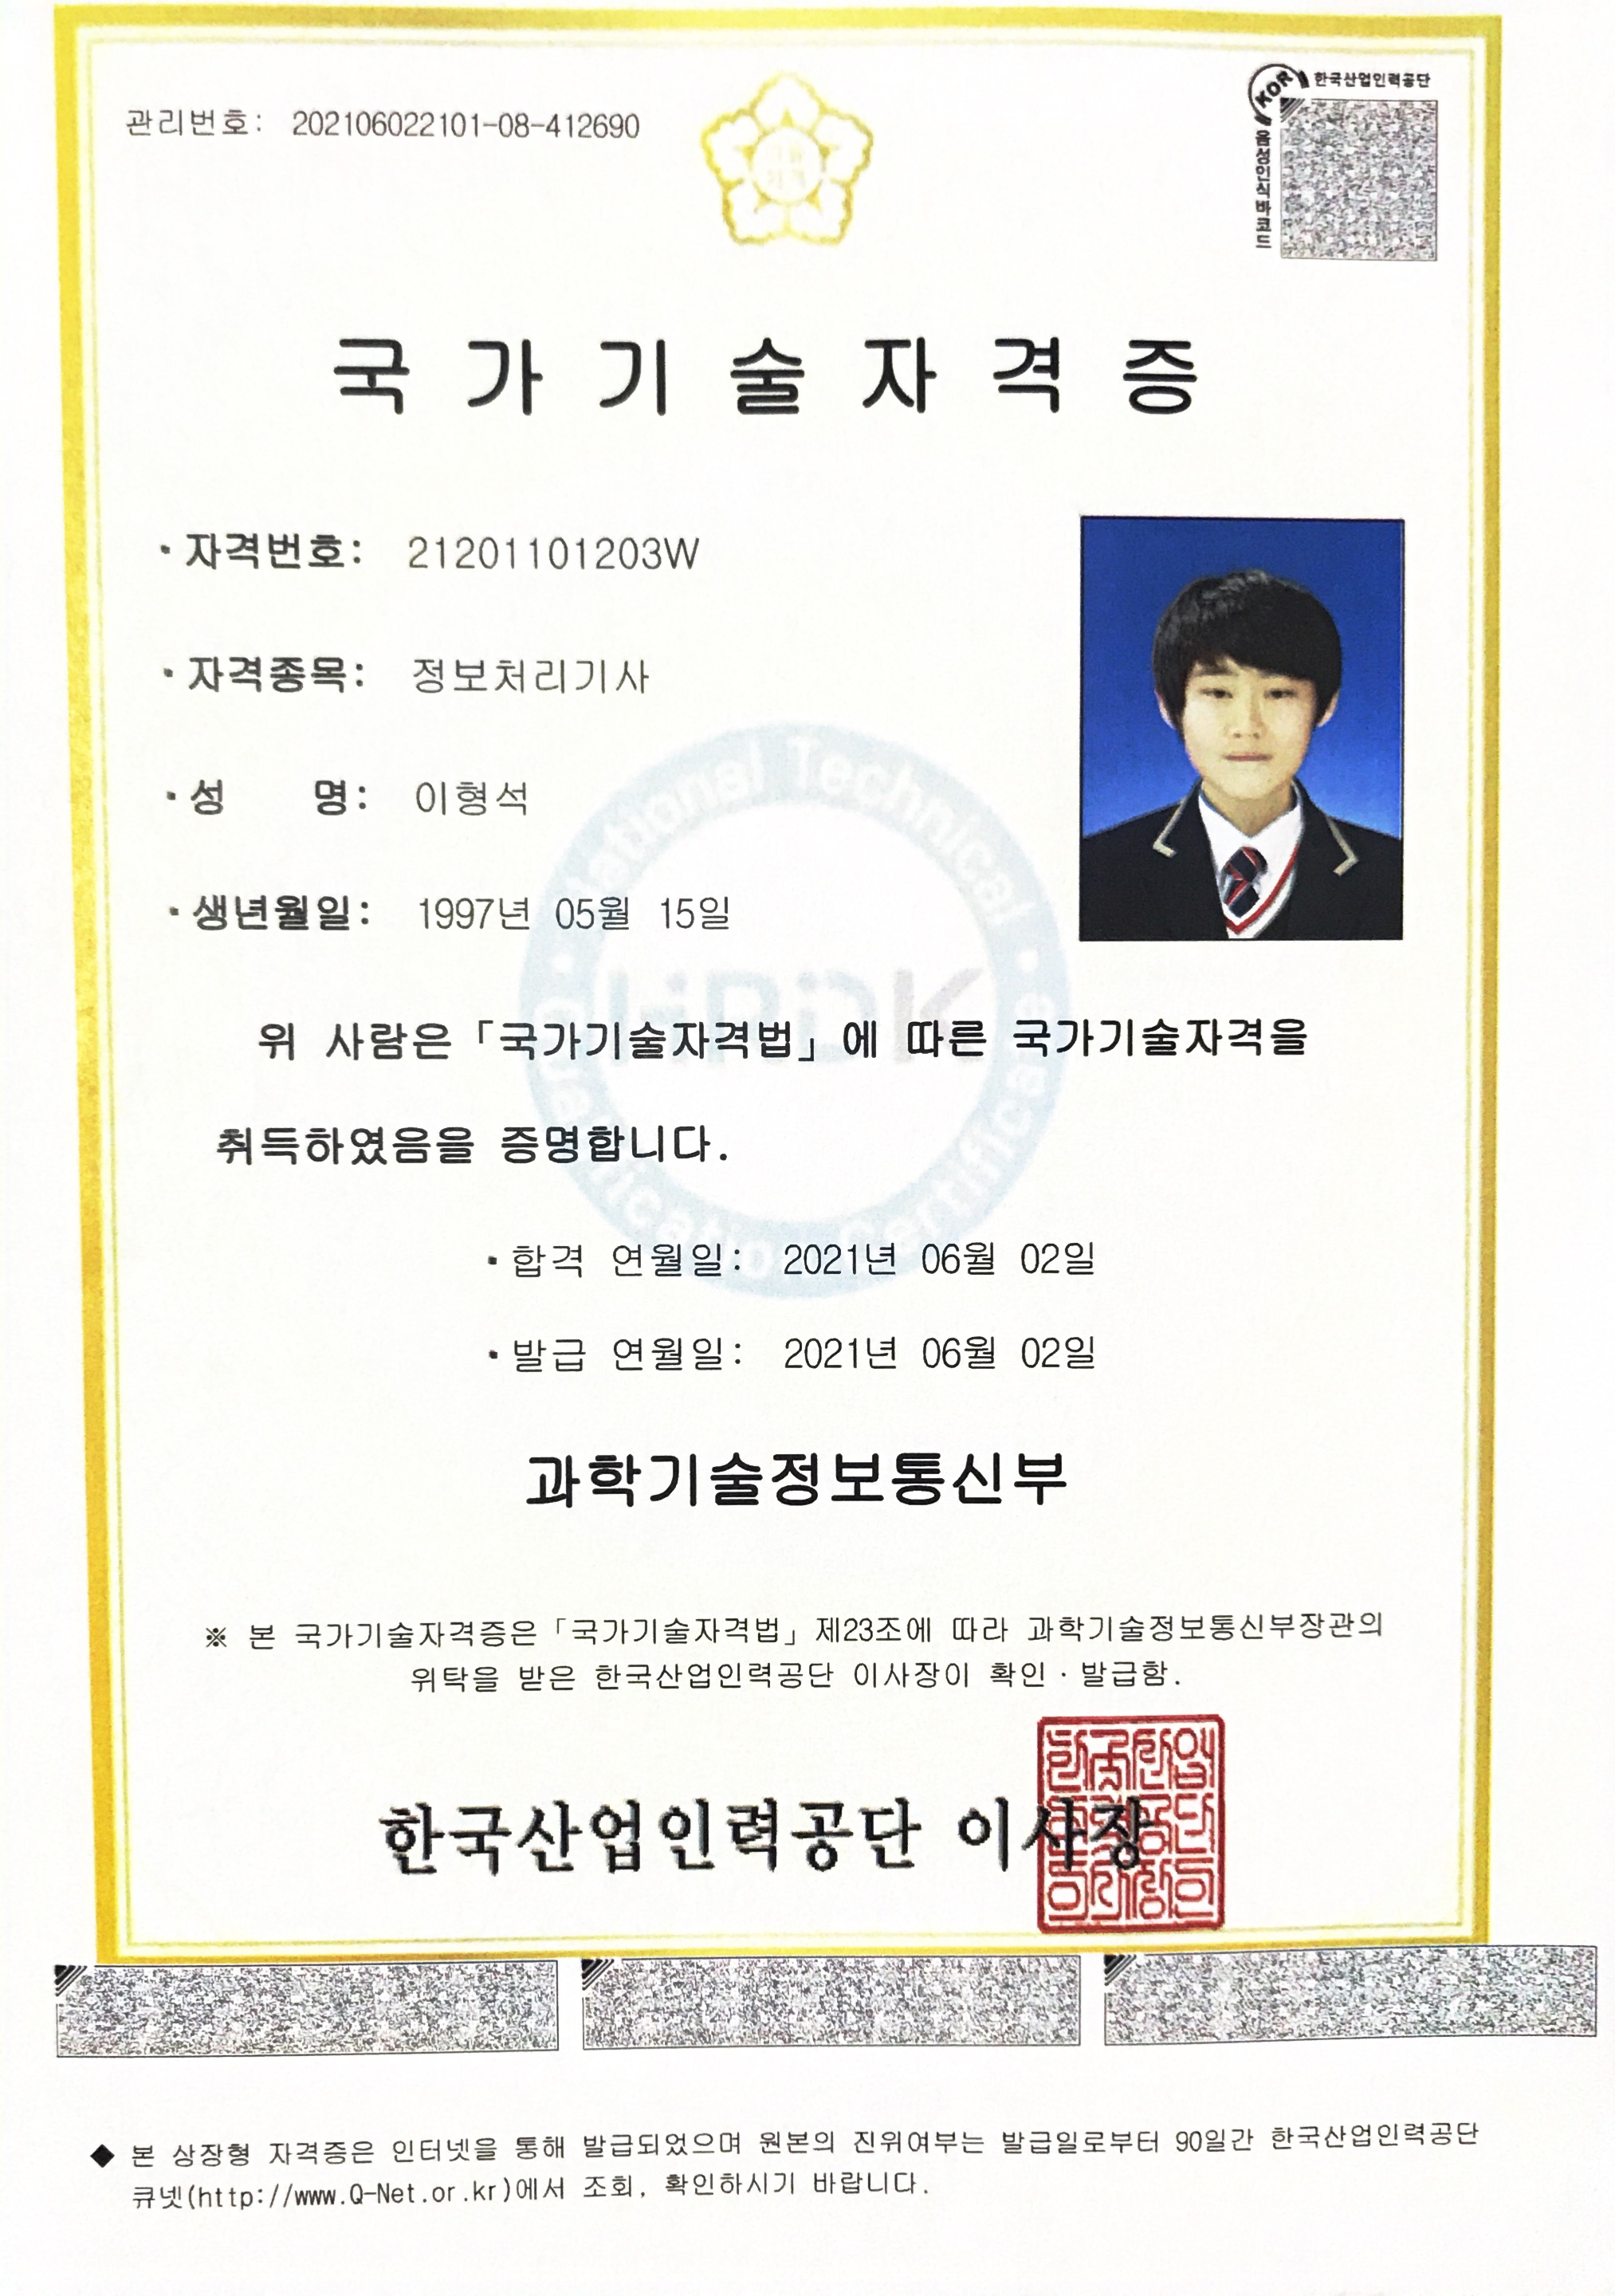 관리번호: 202106022101-08-412690
KOR 한국산업인력공단
음성인식바코드
국가기술자격증
· 자격번호: 21201101203W
· 자격종목: 정보처리기사
· 성 명: 이형석
· 생년월일: 1997년 05월 15일
National Technical
HRDK
위 사람은「국가기술자격법」에 따른 국가기술자격을
취득하였음을 증명합니다.
· 합격 연월일: 2021년 06월 02일
· 발급 연월일: 2021년 06월 02일
과학기술정보통신부
※ 본 국가기술자격증은「국가기술자격법」제23조에 따라 과학기술정보통신부장관의
위탁을 받은 한국산업인력공단 이사장이 확인·발급함.
한국산업인력공단 이사장
◆ 본 상장형 자격증은 인터넷을 통해 발급되었으며 원본의 진위여부는 발급일로부터 90일간 한국산업인력공단
큐넷(http://www.Q-Net.or.kr)에서 조회, 확인하시기 바랍니다.